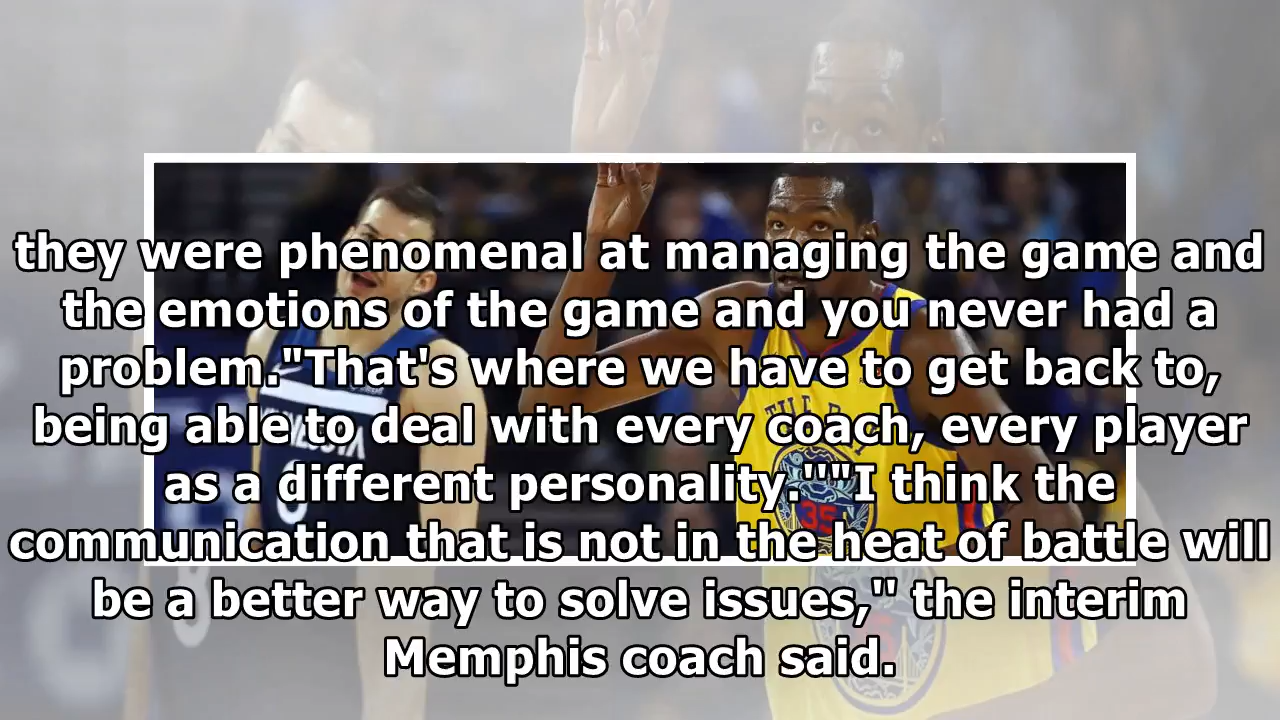 they were phenomenal at managing the game and
the emotions of the game and you never had a
problem."That's where we have to get back to,
being able to deal with every coach, every player
as a different personality.''"I think the
communication that is not in the heat of battle will
be a better way to solve issues,'' the interim
Memphis coach said.
35